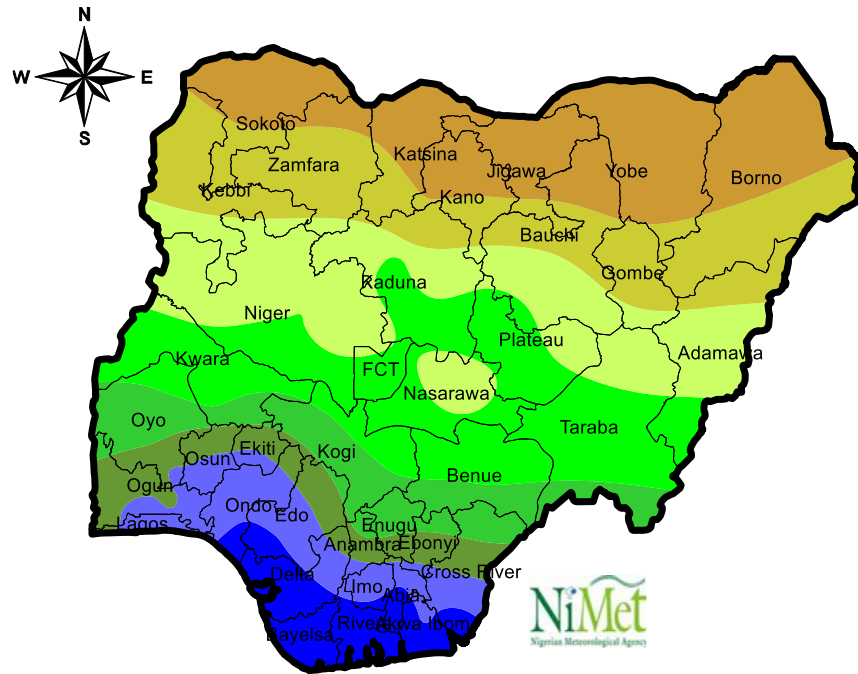 N
W E
S
Sokoto
Katsina
Zamfara
Jigawa
Yobe
Borno
Kebbi
Kano
Bauchi
Gombe
Kaduna
Niger
Plateau
Adamawa
Kwara
FCT
Nasarawa
Oyo
Taraba
Ekiti
Kogi
Osun
Benue
Ogun
Ondo
Edo
Lagos
Enugu
Anambra
Ebonyi
Cross River
Delta
Imo
Abia
Rivers
Akwa Ibom
Bayelsa
NiMet
Nigerian Meteorological Agency